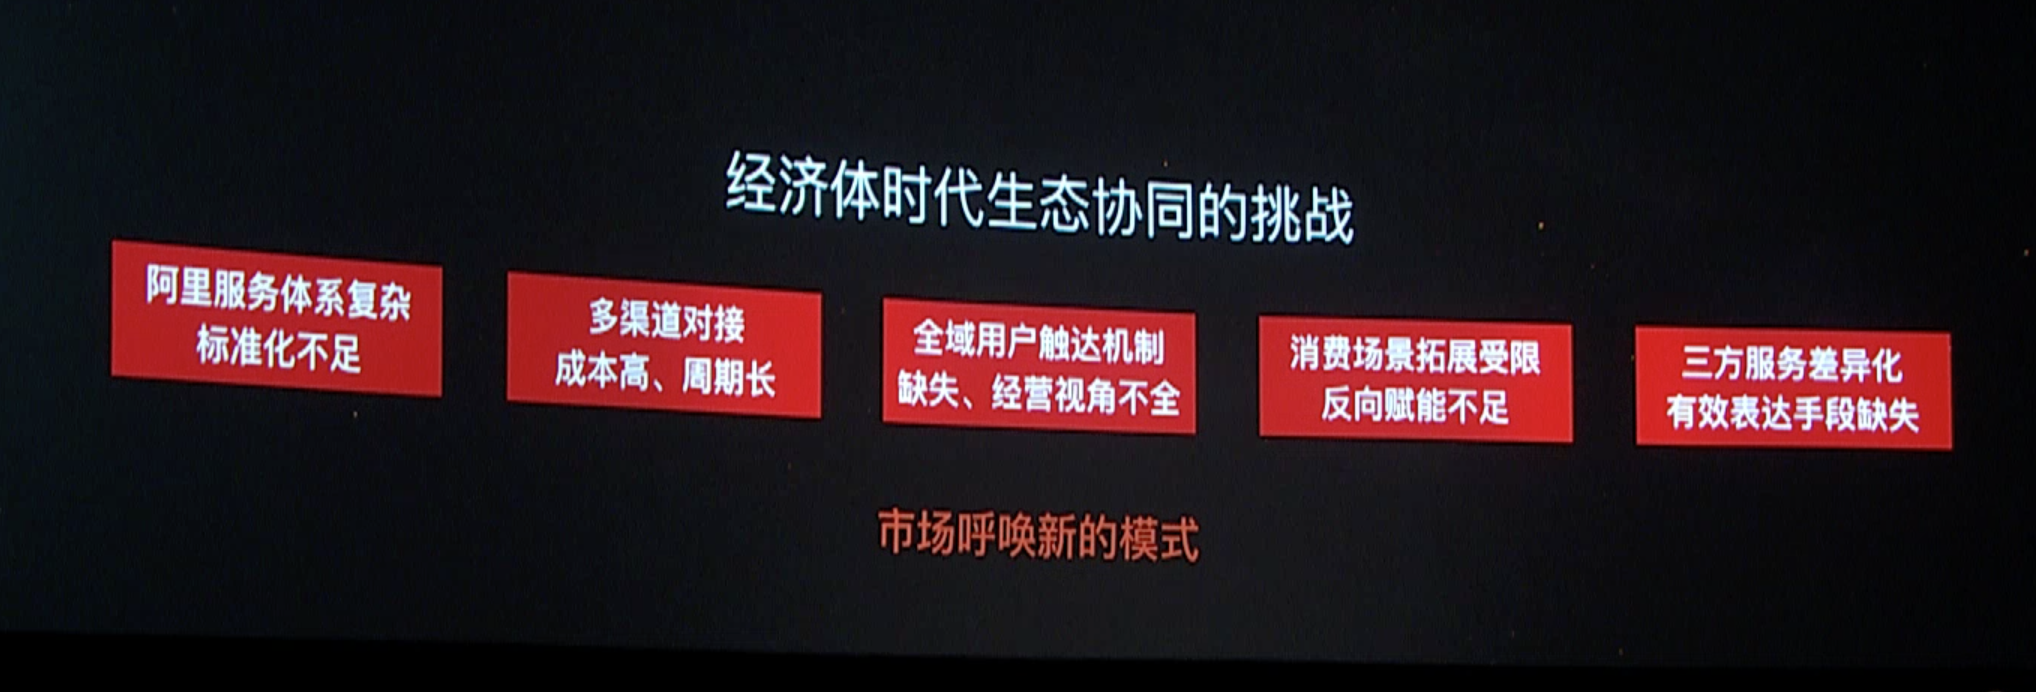 经济体时代生态协同的挑战
阿里服务体系复杂
标准化不足
多渠道对接
成本高、周期长
全域用户触达机制
缺失、经营视角不全
消费场景拓展受限
反向赋能不足
三方服务差异化
有效表达手段缺失
市场呼唤新的模式